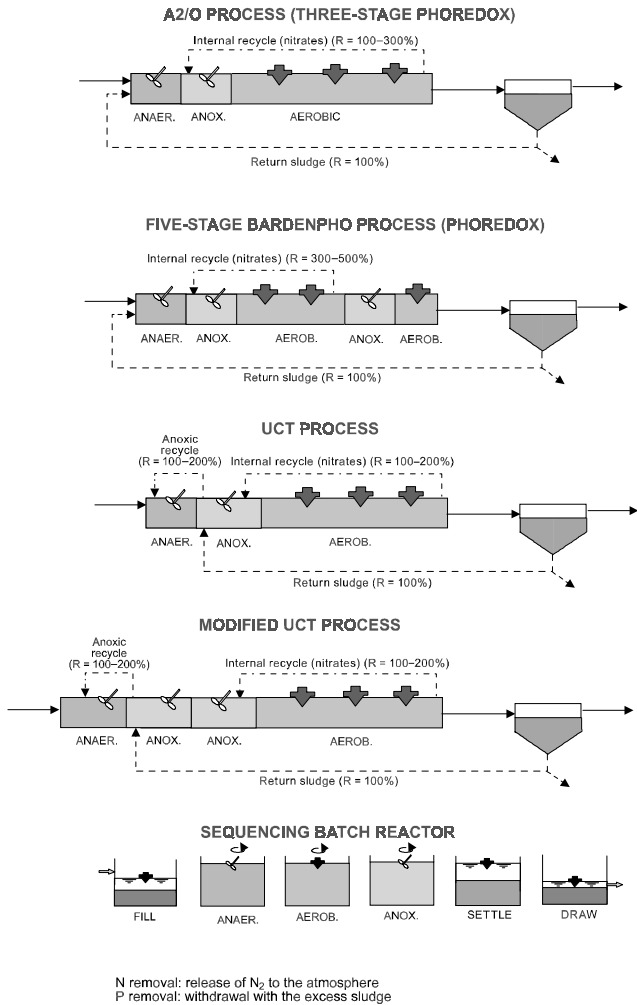 A2/O PROCESS (THREE-STAGE PHOREDOX)
Internal recycle (nitrates) (R = 100–300%)
ANAER. ANOX. AEROBIC
Return sludge (R = 100%)
FIVE-STAGE BARDENPHO PROCESS (PHOREDOX)
Internal recycle (nitrates) (R = 300–500%)
ANAER. ANOX. AEROB. ANOX. AEROB.
Return sludge (R = 100%)
UCT PROCESS
Anoxic
recycle
(R = 100–200%) Internal recycle (nitrates) (R = 100–200%)
ANAER. ANOX. AEROB.
Return sludge (R = 100%)
MODIFIED UCT PROCESS
Anoxic
recycle
(R = 100–200%) Internal recycle (nitrates) (R = 100–200%)
ANAER. ANOX. ANOX. AEROB.
Return sludge (R = 100%)
SEQUENCING BATCH REACTOR
FILL ANAER. AEROB. ANOX. SETTLE DRAW
N removal: release of N2 to the atmosphere
P removal: withdrawal with the excess sludge